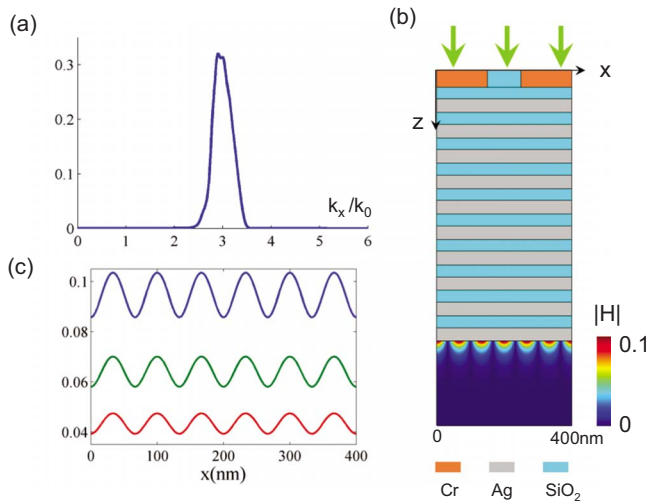 (a)
0.3
0.2
0.1
0
0 1 2 3 4 5 6
kx/k0
(b)
x
z
|H|
0.1
0
0 400nm
Cr Ag SiO2
(c)
0.1
0.08
0.06
0.04
0 100 200 300 400
x(nm)